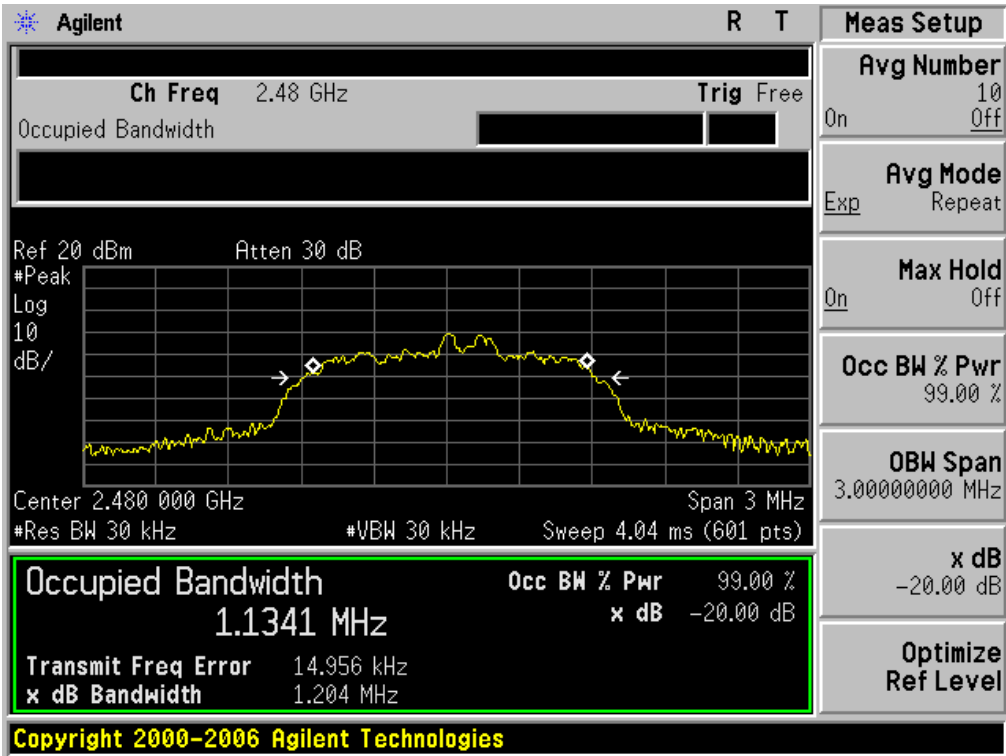 Agilent R T
Ch Freq 2.48 GHz Trig Free
Occupied Bandwidth
Ref 20 dBm Atten 30 dB
#Peak
Log
10
dB/
Center 2.480 000 GHz Span 3 MHz
#Res BW 30 kHz #VBW 30 kHz Sweep 4.04 ms (601 pts)
Occupied Bandwidth Occ BW % Pwr 99.00 %
1.1341 MHz x dB -20.00 dB
Transmit Freq Error 14.956 kHz
x dB Bandwidth 1.204 MHz
Copyright 2000-2006 Agilent Technologies
Meas Setup
Avg Number
10
On Off
Avg Mode
Exp Repeat
Max Hold
On Off
Occ BW % Pwr
99.00 %
OBW Span
3.00000000 MHz
x dB
-20.00 dB
Optimize
Ref Level